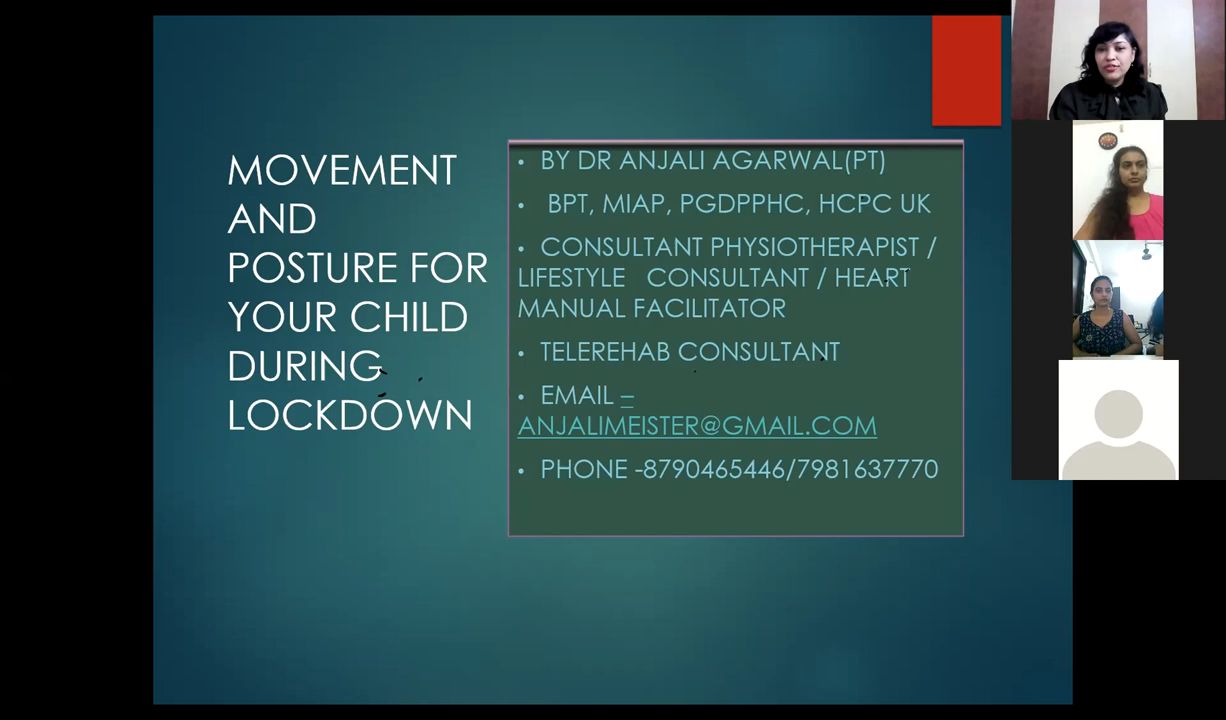 MOVEMENT
AND
POSTURE FOR
YOUR CHILD
DURING
LOCKDOWN
• BY DR ANJALI AGARWAL(PT)
• BPT, MIAP, PGDPPHC, HCPC UK
• CONSULTANT PHYSIOTHERAPIST /
LIFESTYLE CONSULTANT / HEART
MANUAL FACILITATOR
• TELEREHAB CONSULTANT
• EMAIL –
ANJALIMEISTER@GMAIL.COM
• PHONE -8790465446/7981637770